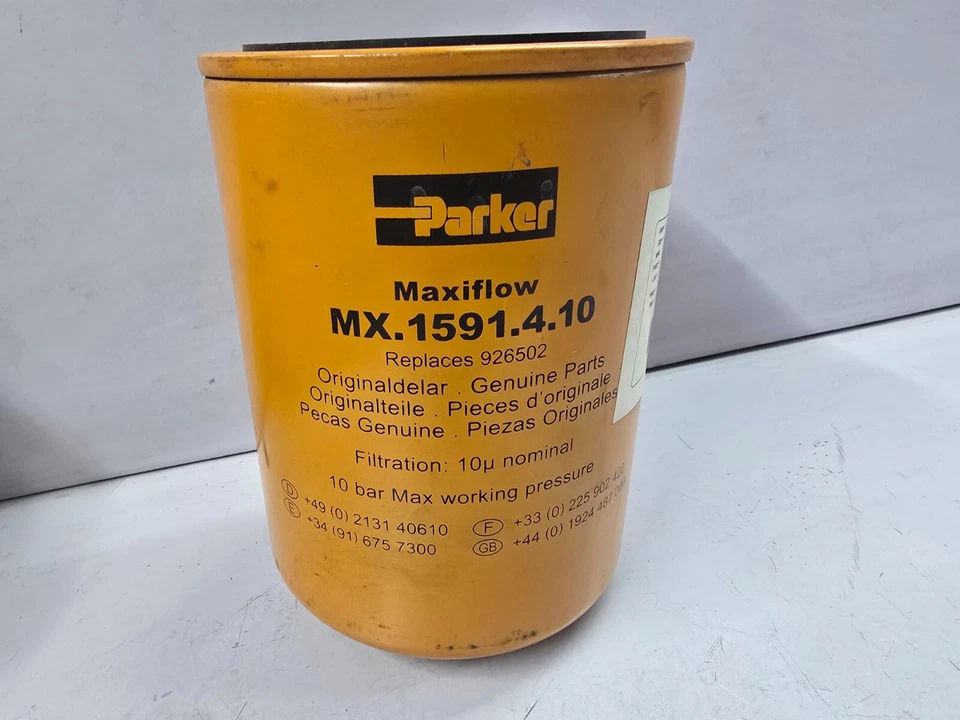 Parker
Maxiflow
MX.1591.4.10
Replaces 926502
Originaldelar . Genuine Parts
Originalteile . Pieces d'originale
Pecas Genuine . Piezas Originales
Filtration: 10µ nominal
10 bar Max working pressure
D +49 (0) 2131 40610 F +33 (0) 225 902 420
E +34 (91) 675 7300 GB +44 (0) 1924 487 000